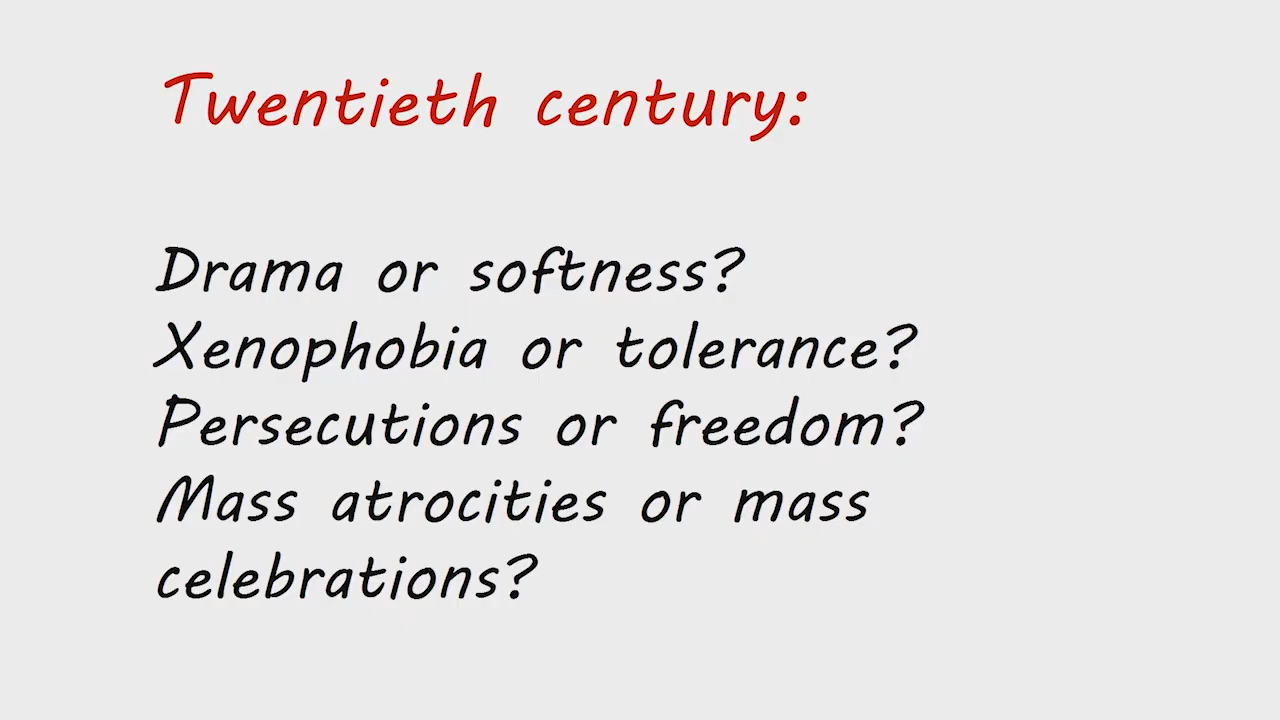 Twentieth century:
Drama or softness?
Xenophobia or tolerance?
Persecutions or freedom?
Mass atrocities or mass
celebrations?